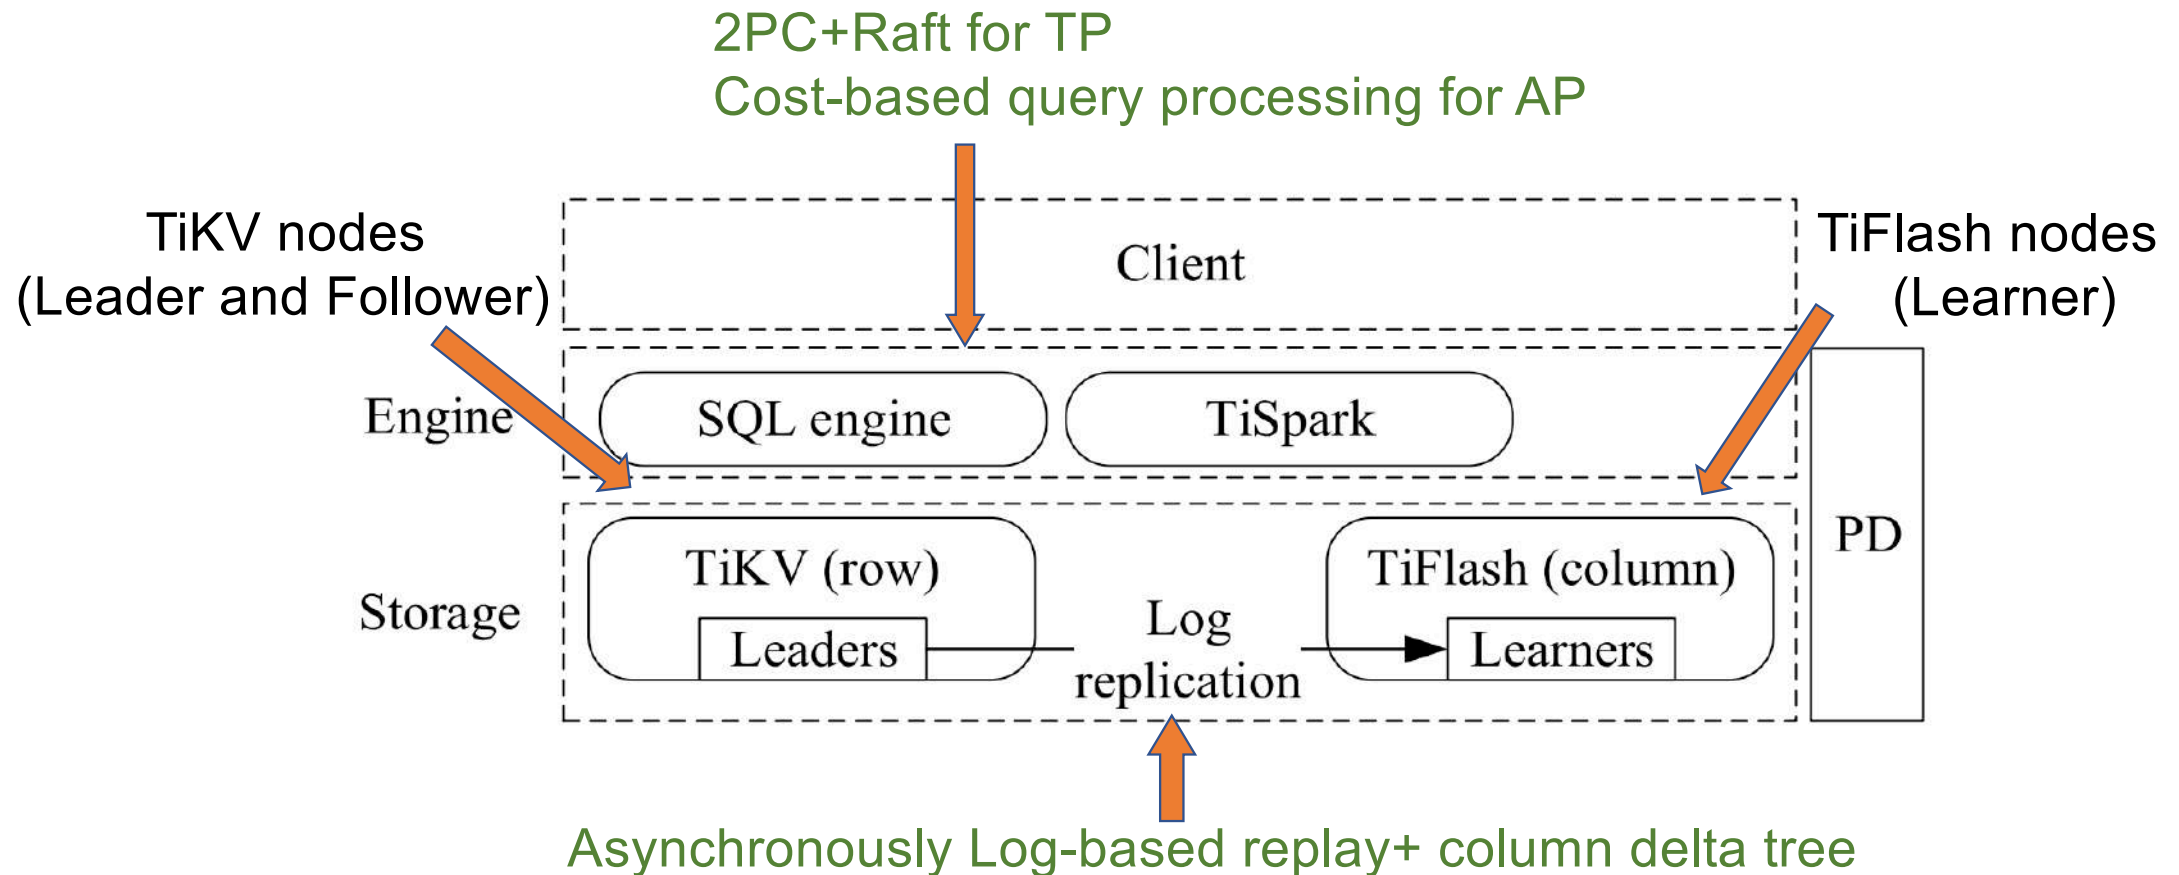 2PC+Raft for TP
Cost-based query processing for AP
TiKV nodes
(Leader and Follower)
TiFlash nodes
(Learner)
Client
Engine
SQL engine
TiSpark
PD
Storage
TiKV (row)
Leaders
Log
replication
TiFlash (column)
Learners
Asynchronously Log-based replay+ column delta tree